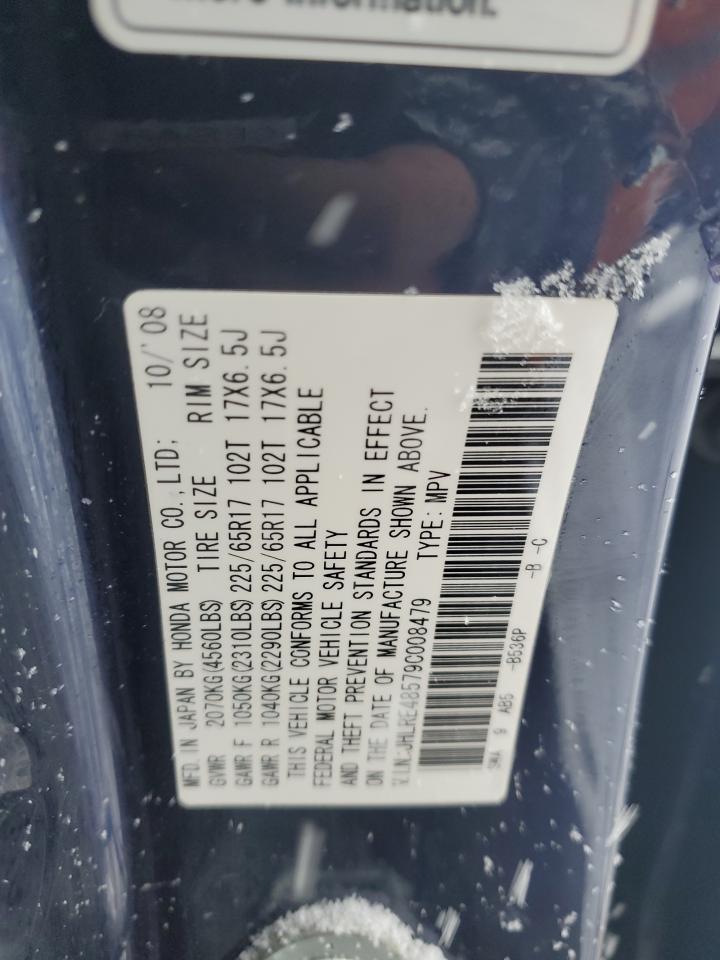 more information.
MFD. IN JAPAN BY HONDA MOTOR CO.,LTD; 10/'08
GVWR 2070KG(4560LBS) TIRE SIZE RIM SIZE
GAWR F 1050KG(2310LBS) 225/65R17 102T 17X6.5J
GAWR R 1040KG(2290LBS) 225/65R17 102T 17X6.5J
THIS VEHICLE CONFORMS TO ALL APPLICABLE
FEDERAL MOTOR VEHICLE SAFETY
AND THEFT PREVENTION STANDARDS IN EFFECT
ON THE DATE OF MANUFACTURE SHOWN ABOVE.
V.I.N.:JHLRE48579C008479 TYPE: MPV
SWA 9 AB5 -B536P -B -C